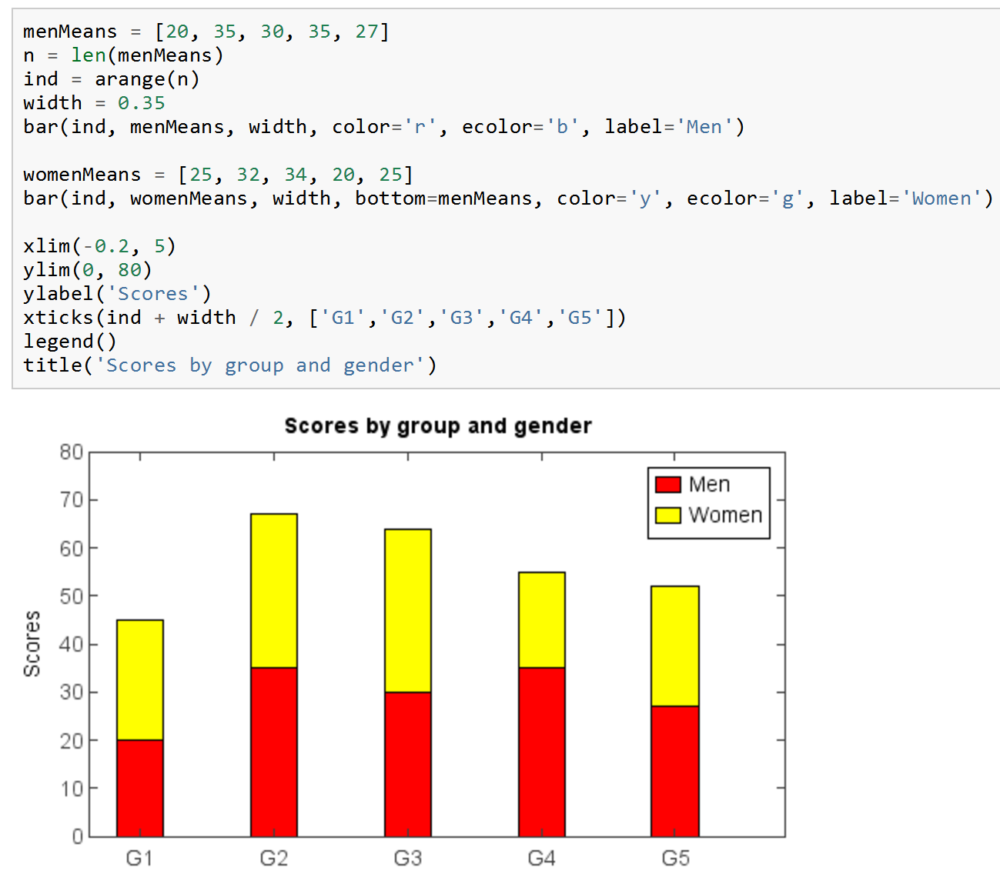 menMeans = [20, 35, 30, 35, 27]
n = len(menMeans)
ind = arange(n)
width = 0.35
bar(ind, menMeans, width, color='r', ecolor='b', label='Men')
womenMeans = [25, 32, 34, 20, 25]
bar(ind, womenMeans, width, bottom=menMeans, color='y', ecolor='g', label='Women')
xlim(-0.2, 5)
ylim(0, 80)
ylabel('Scores')
xticks(ind + width / 2, ['G1','G2','G3','G4','G5'])
legend()
title('Scores by group and gender')
Scores by group and gender
80
70
60
50
40
30
20
10
0
Scores
Men
Women
G1 G2 G3 G4 G5